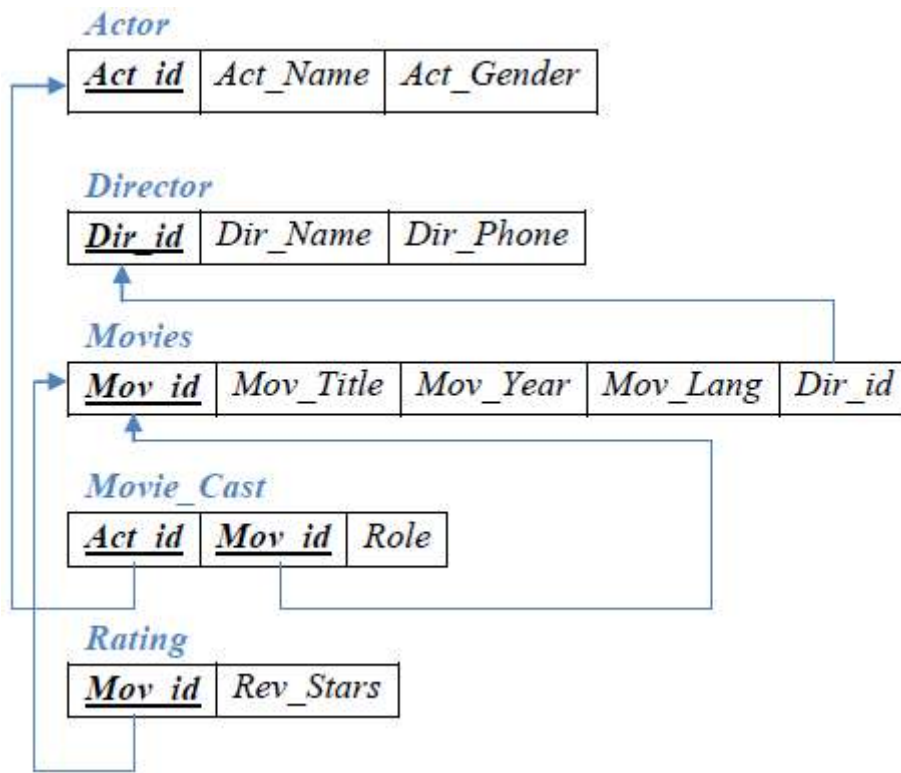 Actor
Act_id Act_Name Act_Gender
Director
Dir_id Dir_Name Dir_Phone
Movies
Mov_id Mov_Title Mov_Year Mov_Lang Dir_id
Movie_Cast
Act_id Mov_id Role
Rating
Mov_id Rev_Stars